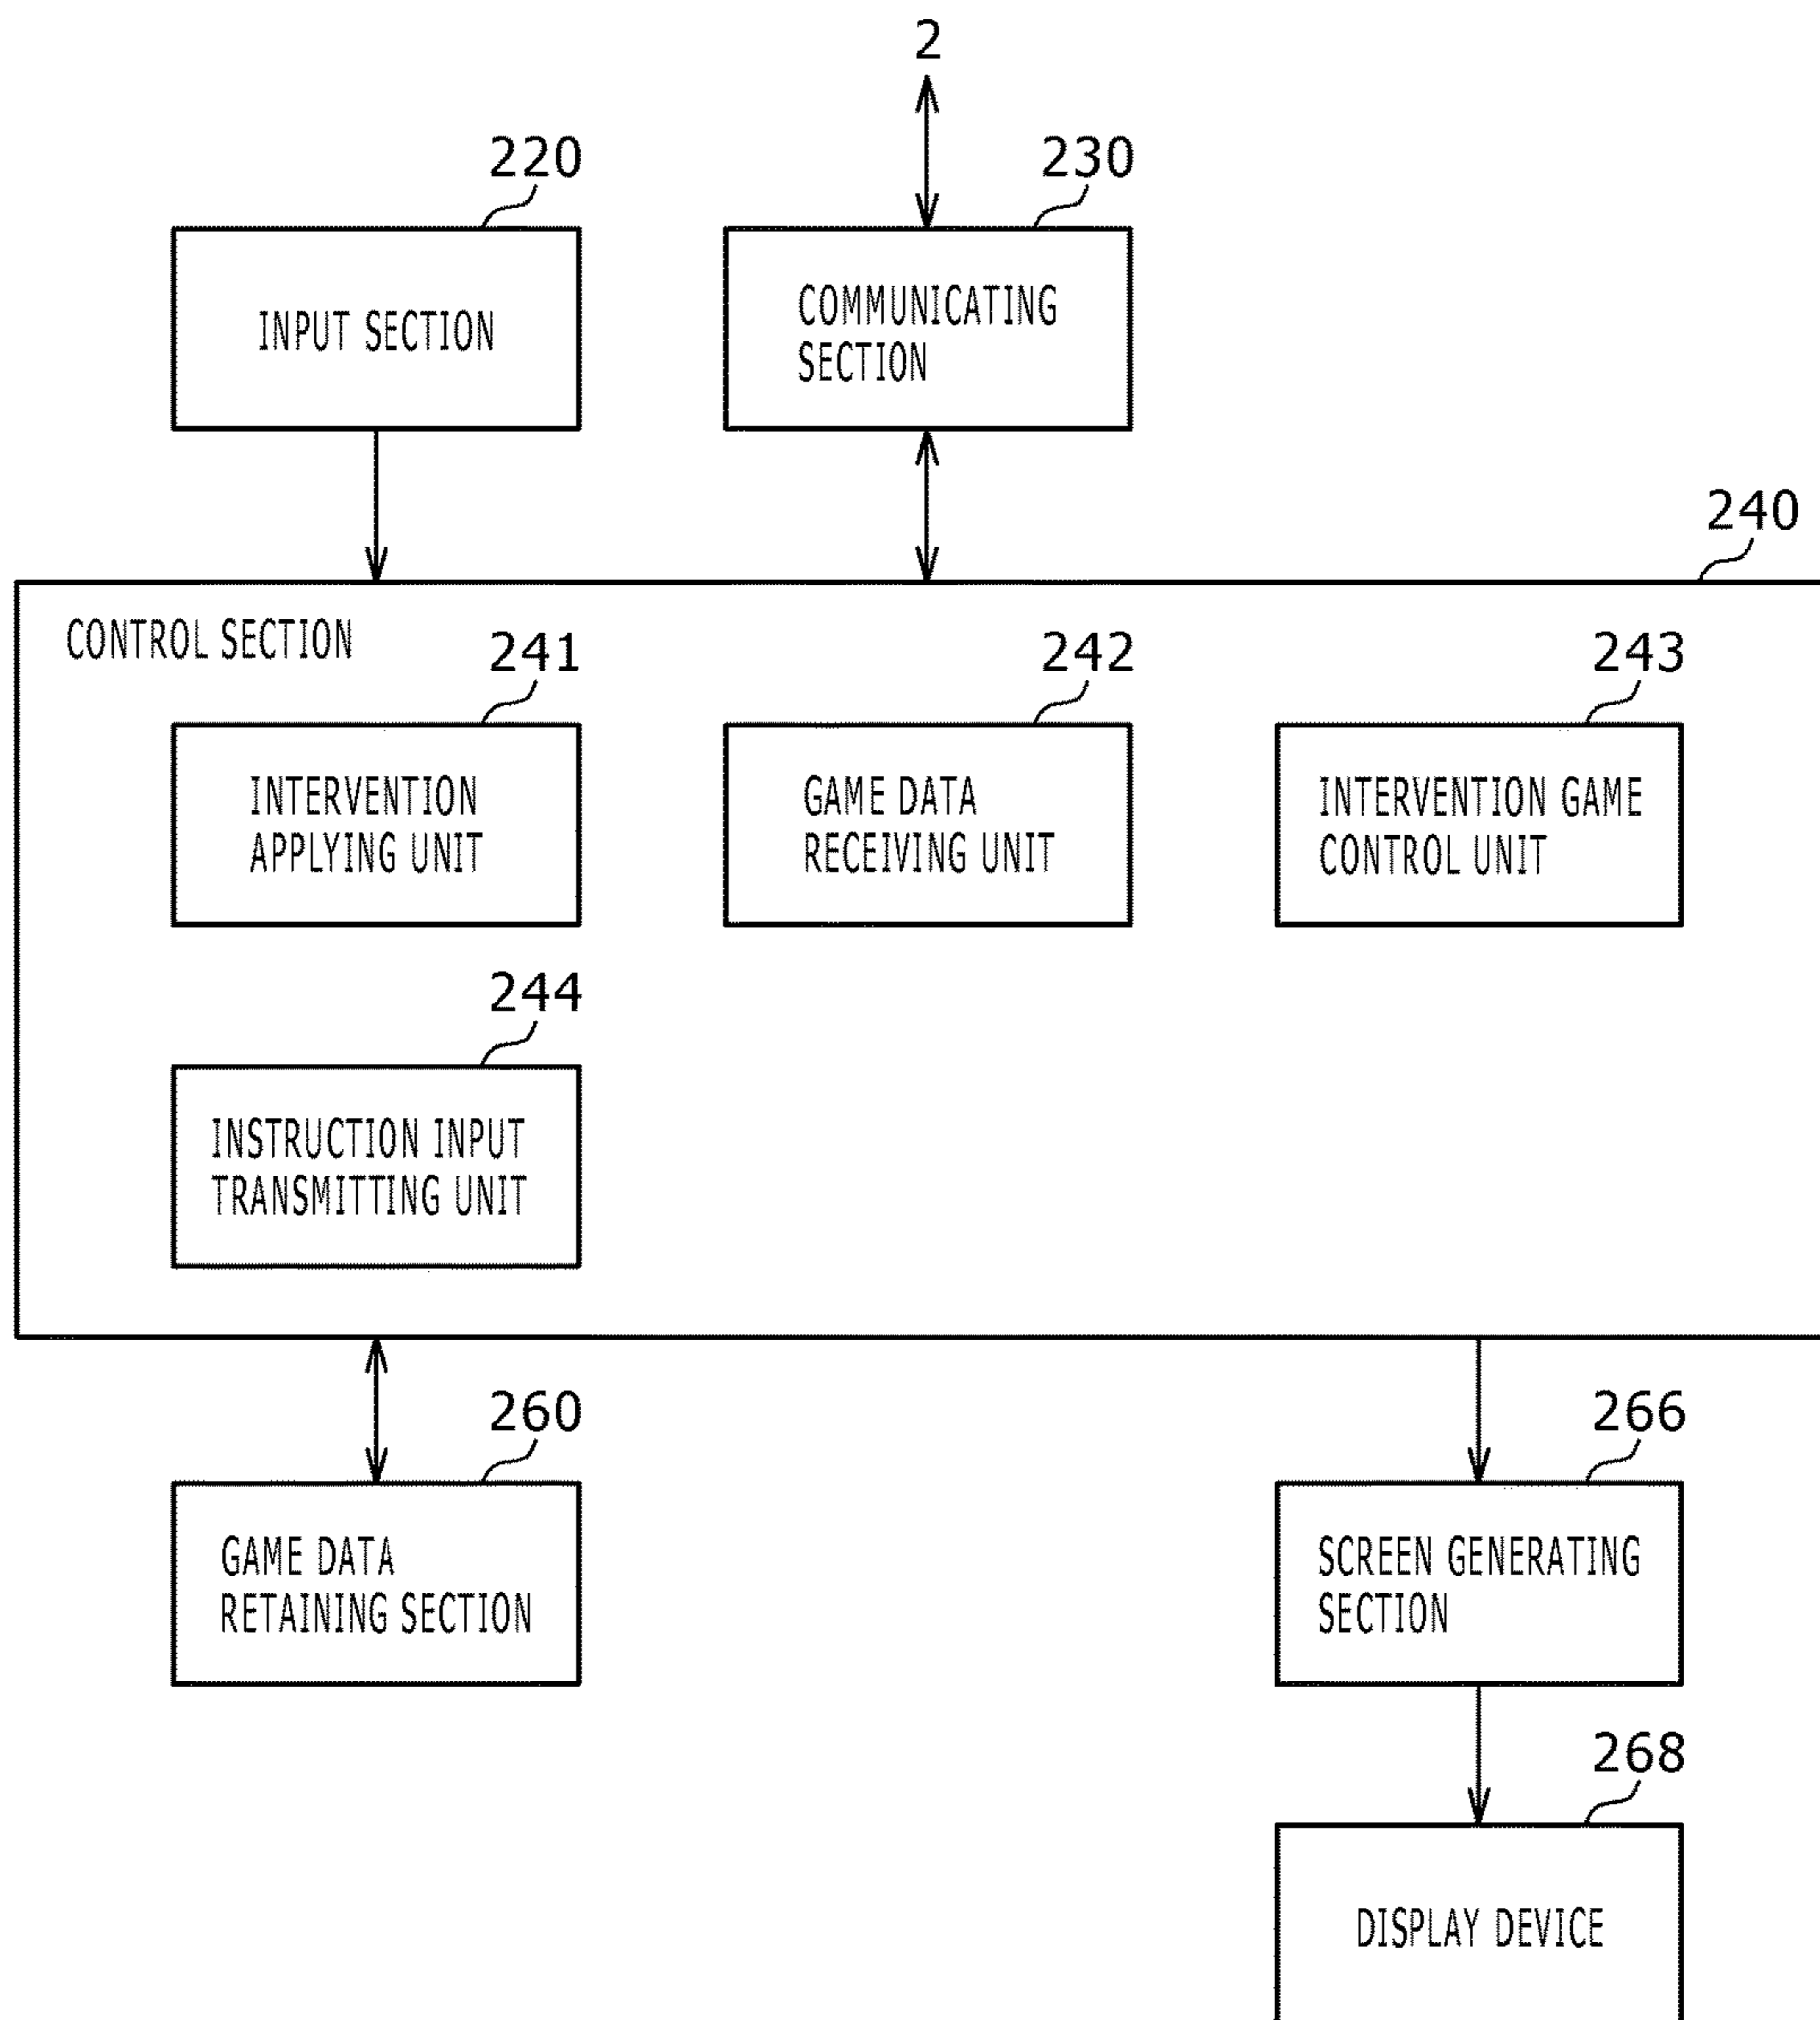 2
220
230
INPUT SECTION
COMMUNICATING
SECTION
240
CONTROL SECTION
241
242
243
INTERVENTION
APPLYING UNIT
GAME DATA
RECEIVING UNIT
INTERVENTION GAME
CONTROL UNIT
244
INSTRUCTION INPUT
TRANSMITTING UNIT
260
266
GAME DATA
RETAINING SECTION
SCREEN GENERATING
SECTION
268
DISPLAY DEVICE